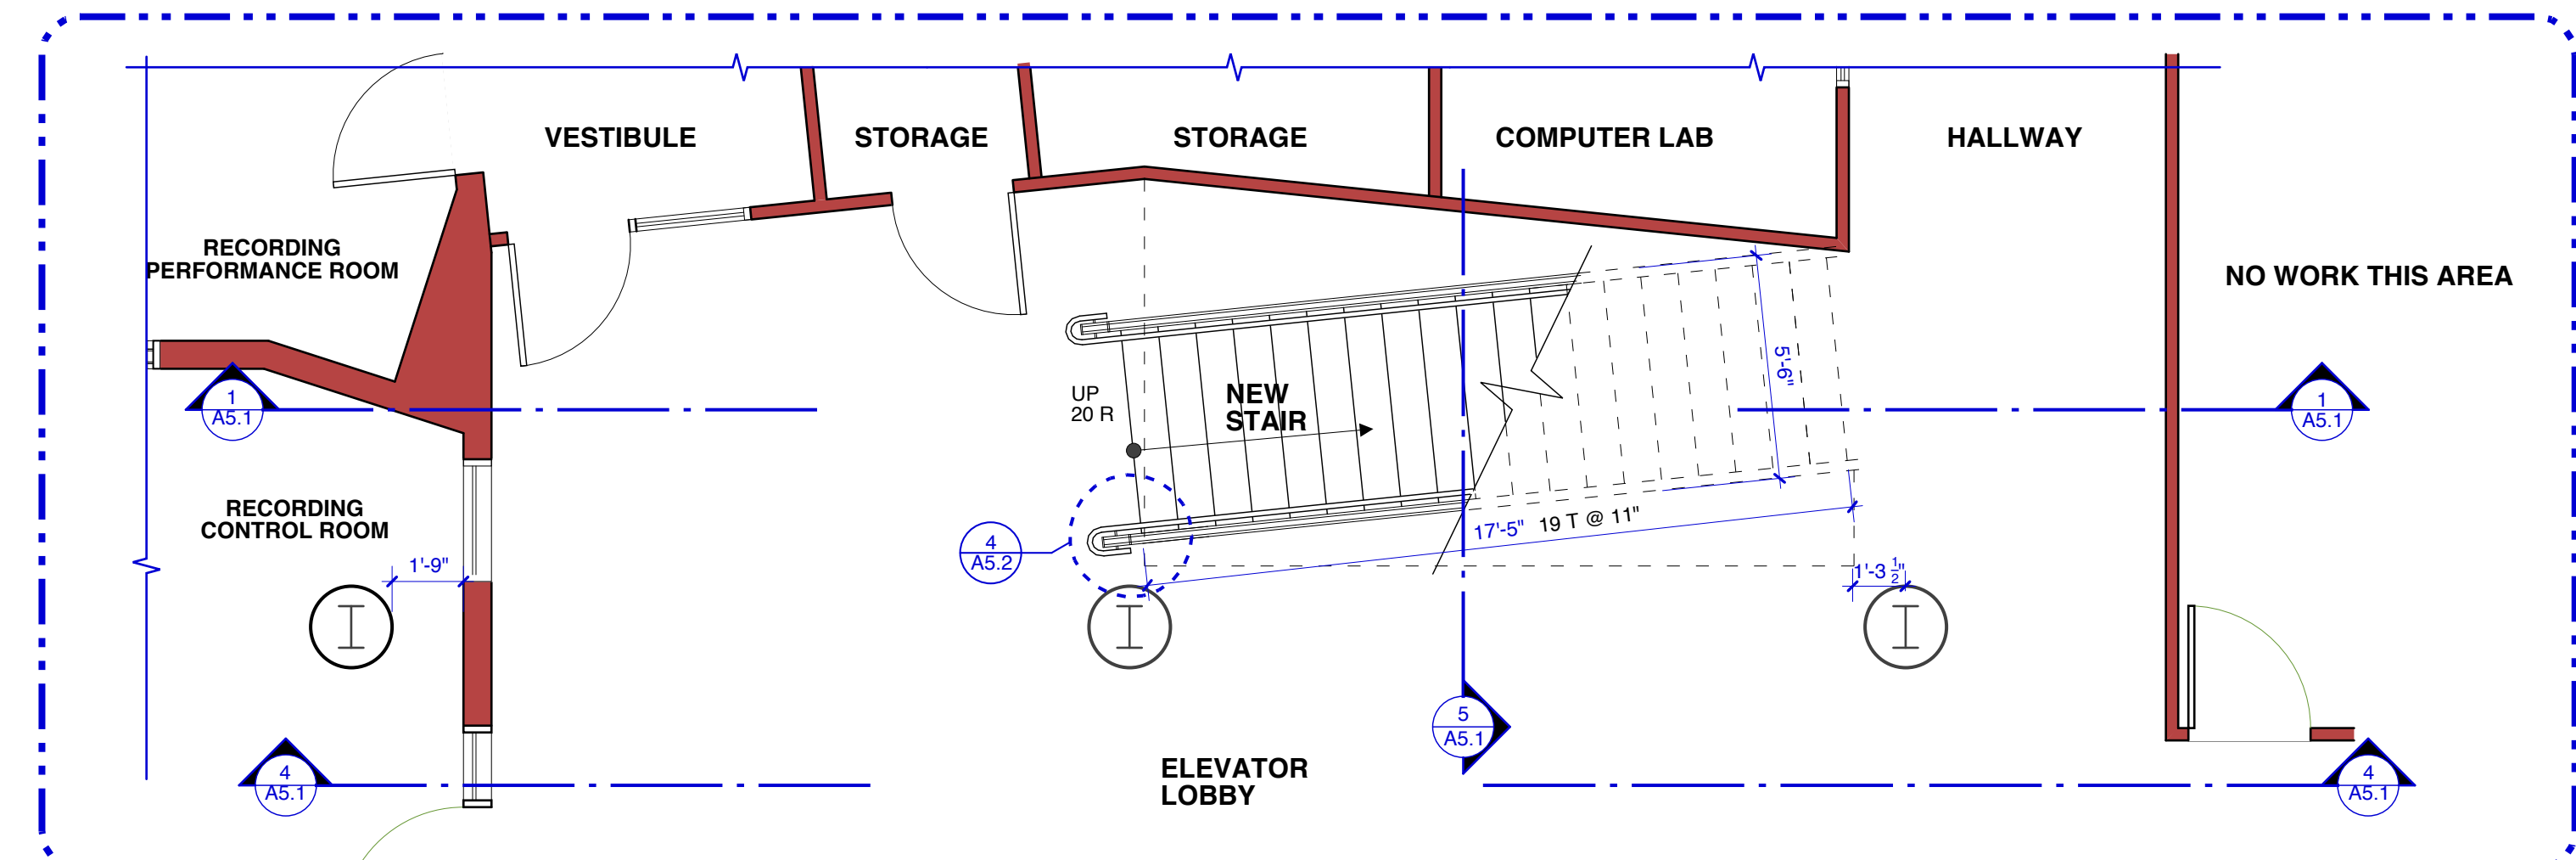 VESTIBULE
STORAGE
STORAGE
COMPUTER LAB
HALLWAY
RECORDING
PERFORMANCE ROOM
NO WORK THIS AREA
1
A5.1
UP
20 R
NEW
STAIR
5'-6"
1
A5.1
RECORDING
CONTROL ROOM
4
A5.2
17'-5" 19 T @ 11"
1'-9"
1'-3 1/2"
5
A5.1
4
A5.1
ELEVATOR
LOBBY
4
A5.1